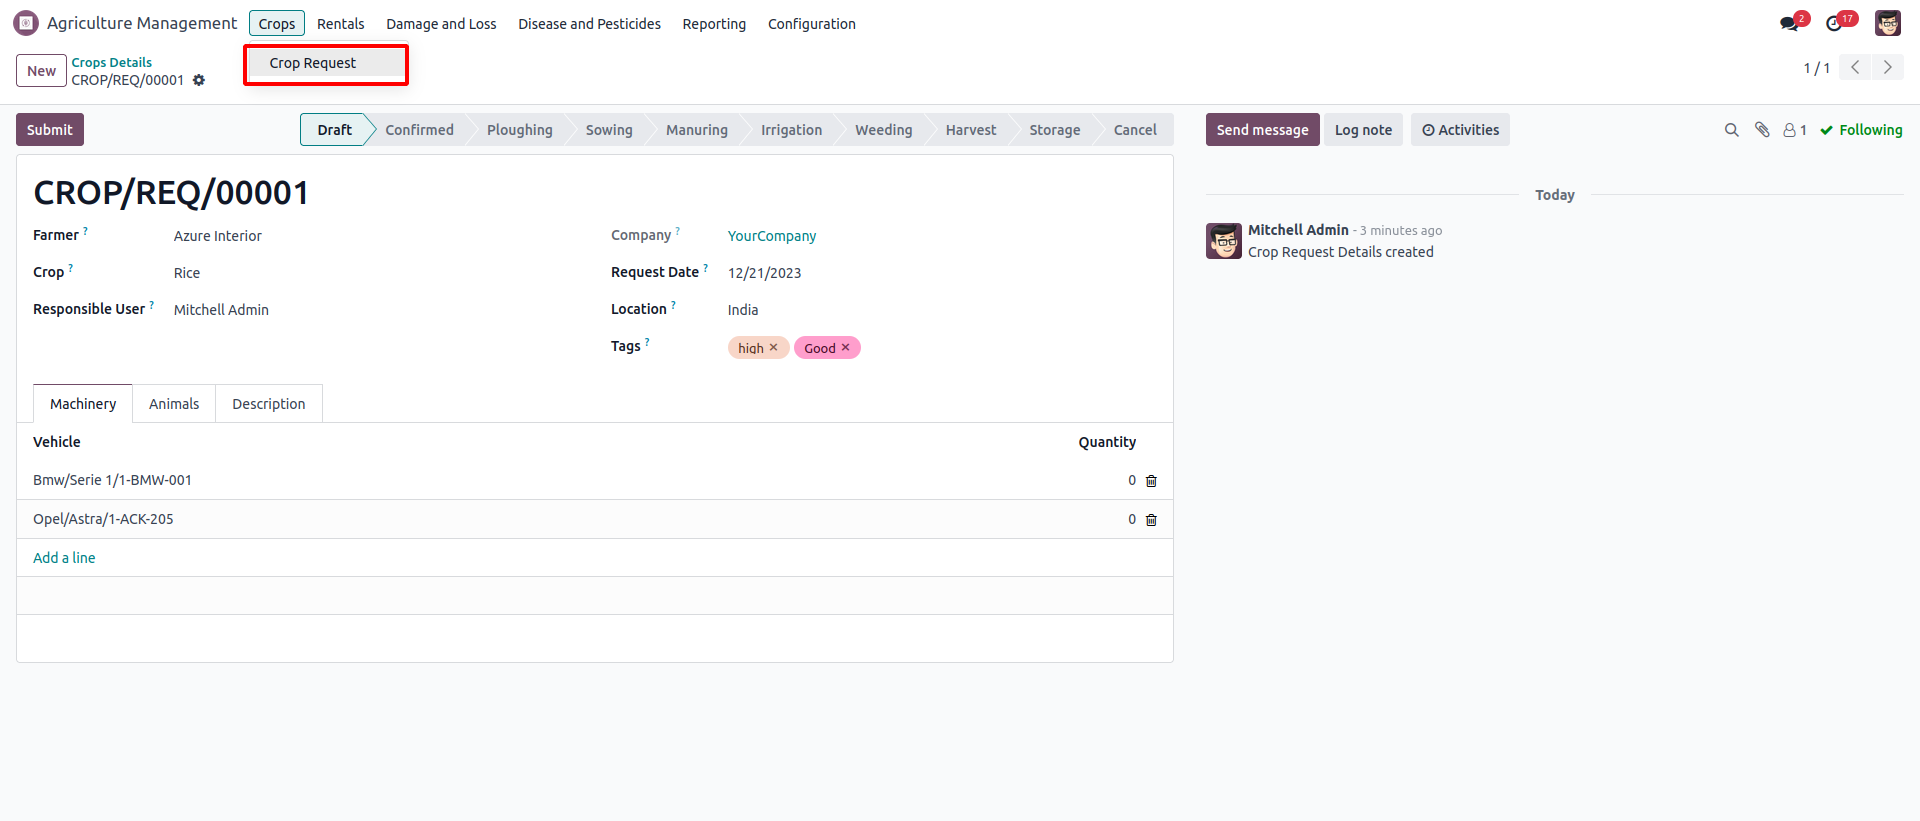 Agriculture Management Crops Rentals Damage and Loss Disease and Pesticides Reporting Configuration 2 17
Crop Request
New Crops Details
CROP/REQ/00001
1 / 1
Submit Draft Confirmed Ploughing Sowing Manuring Irrigation Weeding Harvest Storage Cancel
Send message Log note Activities 1 Following
CROP/REQ/00001
Farmer ? Azure Interior Company ? YourCompany
Crop ? Rice Request Date ? 12/21/2023
Responsible User ? Mitchell Admin Location ? India
Tags ? high × Good ×
Machinery Animals Description
Vehicle Quantity
Bmw/Serie 1/1-BMW-001 0
Opel/Astra/1-ACK-205 0
Add a line
Today
Mitchell Admin - 3 minutes ago
Crop Request Details created